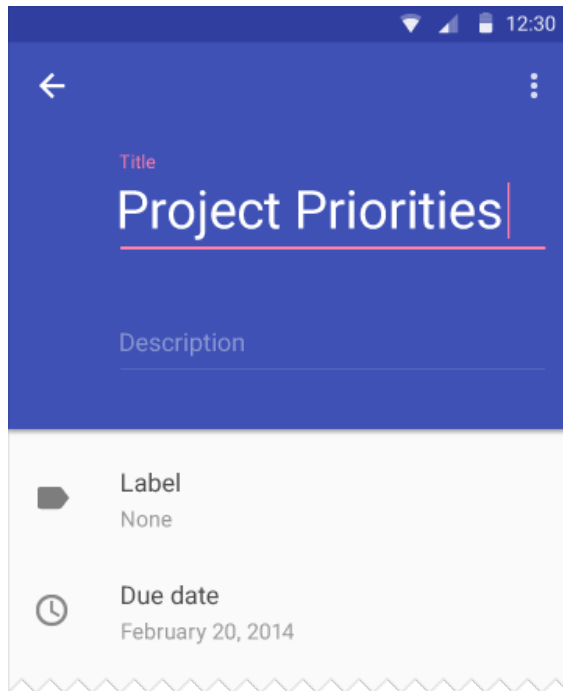 12:30
Title
Project Priorities
Description
Label
None
Due date
February 20, 2014